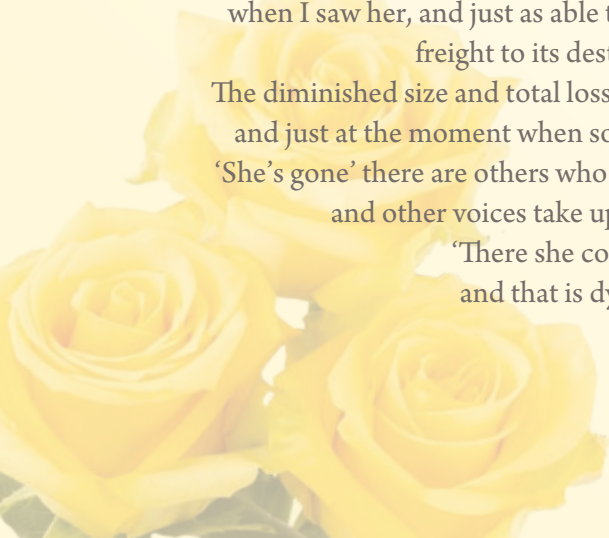 when I saw her, and just as able
freight to its
The diminished size and total loss
and just at the moment when
‘She’s gone’ there are others who
and other voices take
‘There she
and that is